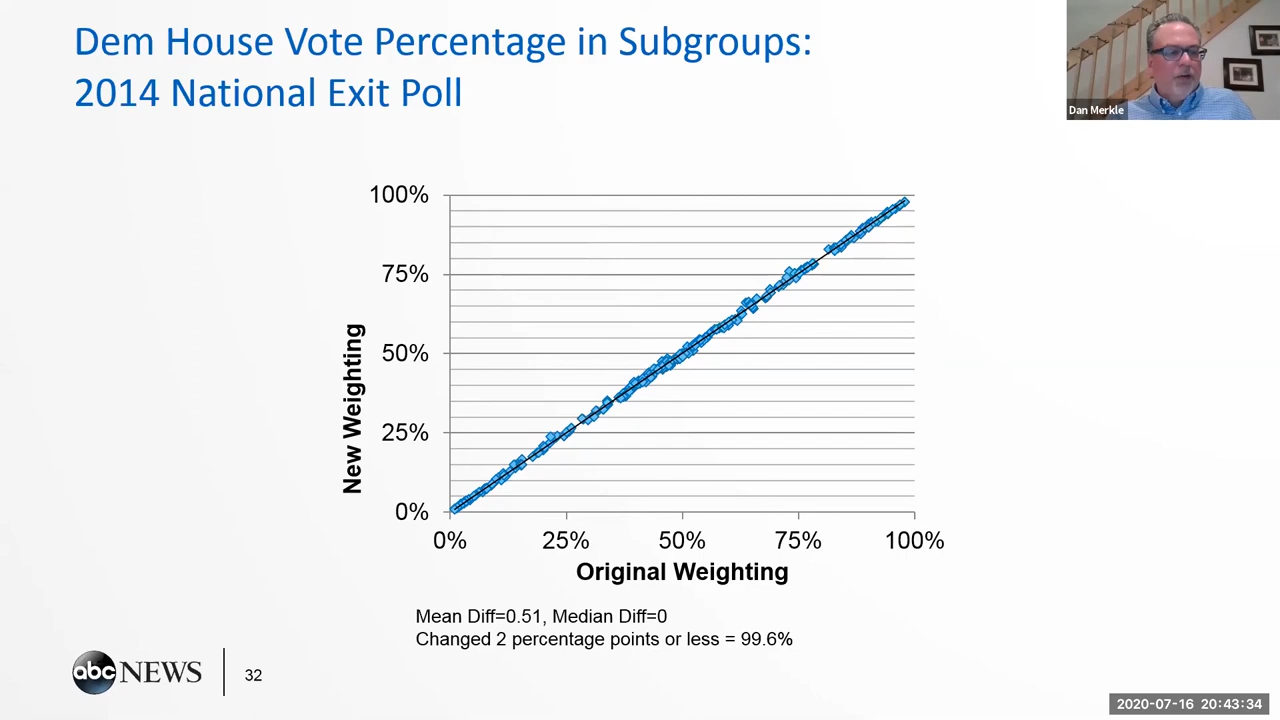 Dem House Vote Percentage in Subgroups:
2014 National Exit Poll
Dan Merkle
100%
75%
50%
25%
0%
New Weighting
0% 25% 50% 75% 100%
Original Weighting
Mean Diff=0.51, Median Diff=0
Changed 2 percentage points or less = 99.6%
abc NEWS
32
2020-07-16 20:43:34